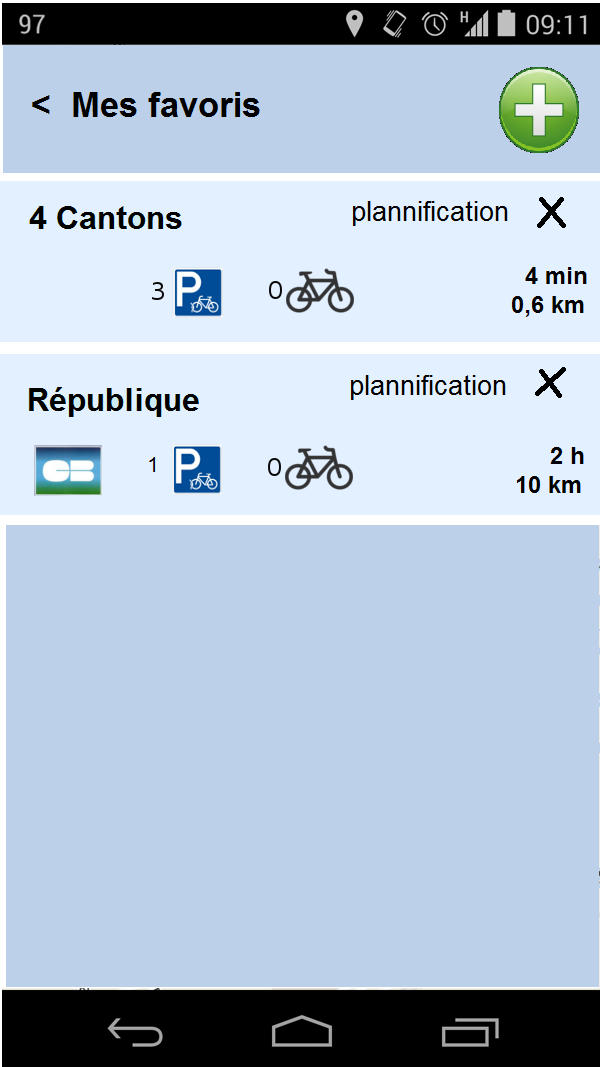 97 H 09:11
< Mes favoris
4 Cantons plannification X
3 P 0 4 min
0,6 km
République plannification X
CB 1 P 0 2 h
10 km